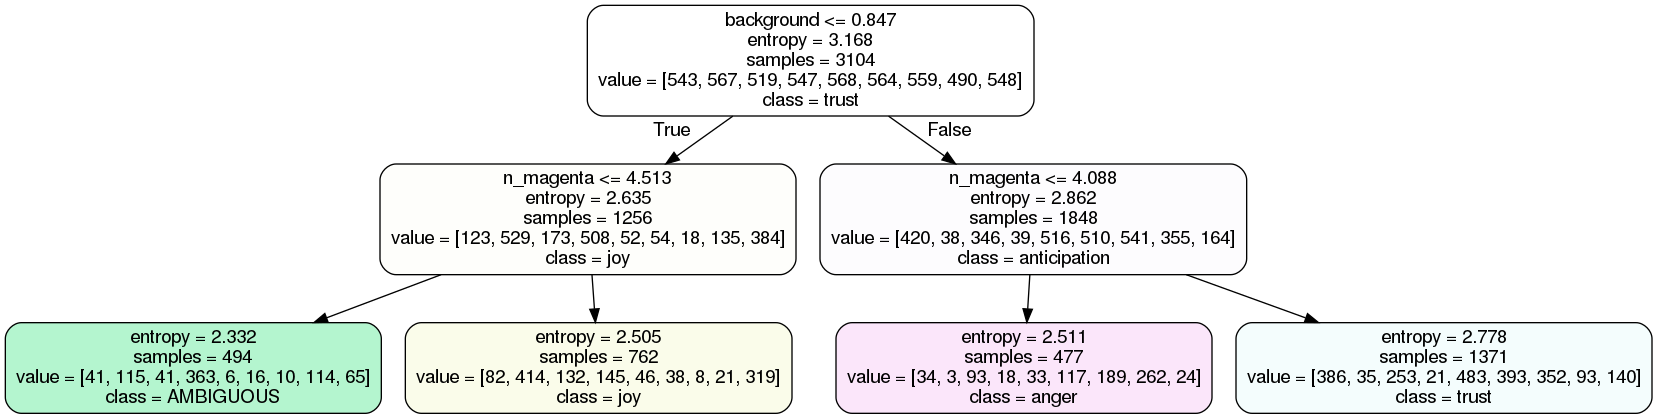 background <= 0.847
entropy = 3.168
samples = 3104
value = [543, 567, 519, 547, 568, 564, 559, 490, 548]
class = trust
True
False
n_magenta <= 4.513
entropy = 2.635
samples = 1256
value = [123, 529, 173, 508, 52, 54, 18, 135, 384]
class = joy
n_magenta <= 4.088
entropy = 2.862
samples = 1848
value = [420, 38, 346, 39, 516, 510, 541, 355, 164]
class = anticipation
entropy = 2.332
samples = 494
value = [41, 115, 41, 363, 6, 16, 10, 114, 65]
class = AMBIGUOUS
entropy = 2.505
samples = 762
value = [82, 414, 132, 145, 46, 38, 8, 21, 319]
class = joy
entropy = 2.511
samples = 477
value = [34, 3, 93, 18, 33, 117, 189, 262, 24]
class = anger
entropy = 2.778
samples = 1371
value = [386, 35, 253, 21, 483, 393, 352, 93, 140]
class = trust